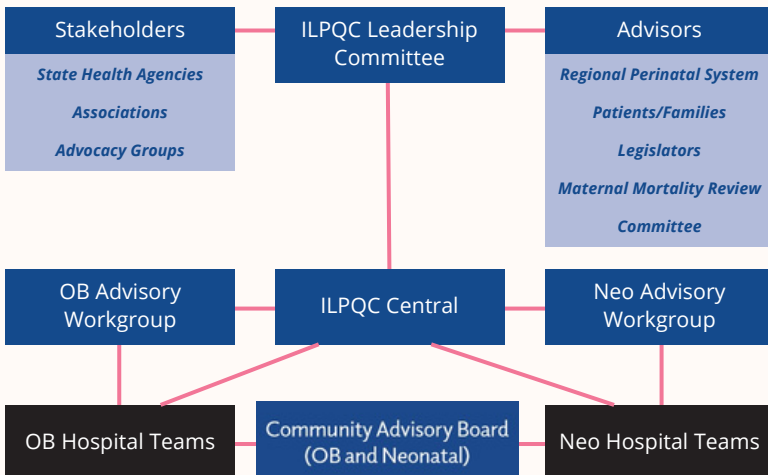 Stakeholders
State Health Agencies
Associations
Advocacy Groups
ILPQC Leadership
Committee
Advisors
Regional Perinatal System
Patients/Families
Legislators
Maternal Mortality Review
Committee
OB Advisory
Workgroup
ILPQC Central
Neo Advisory
Workgroup
OB Hospital Teams
Community Advisory Board
(OB and Neonatal)
Neo Hospital Teams